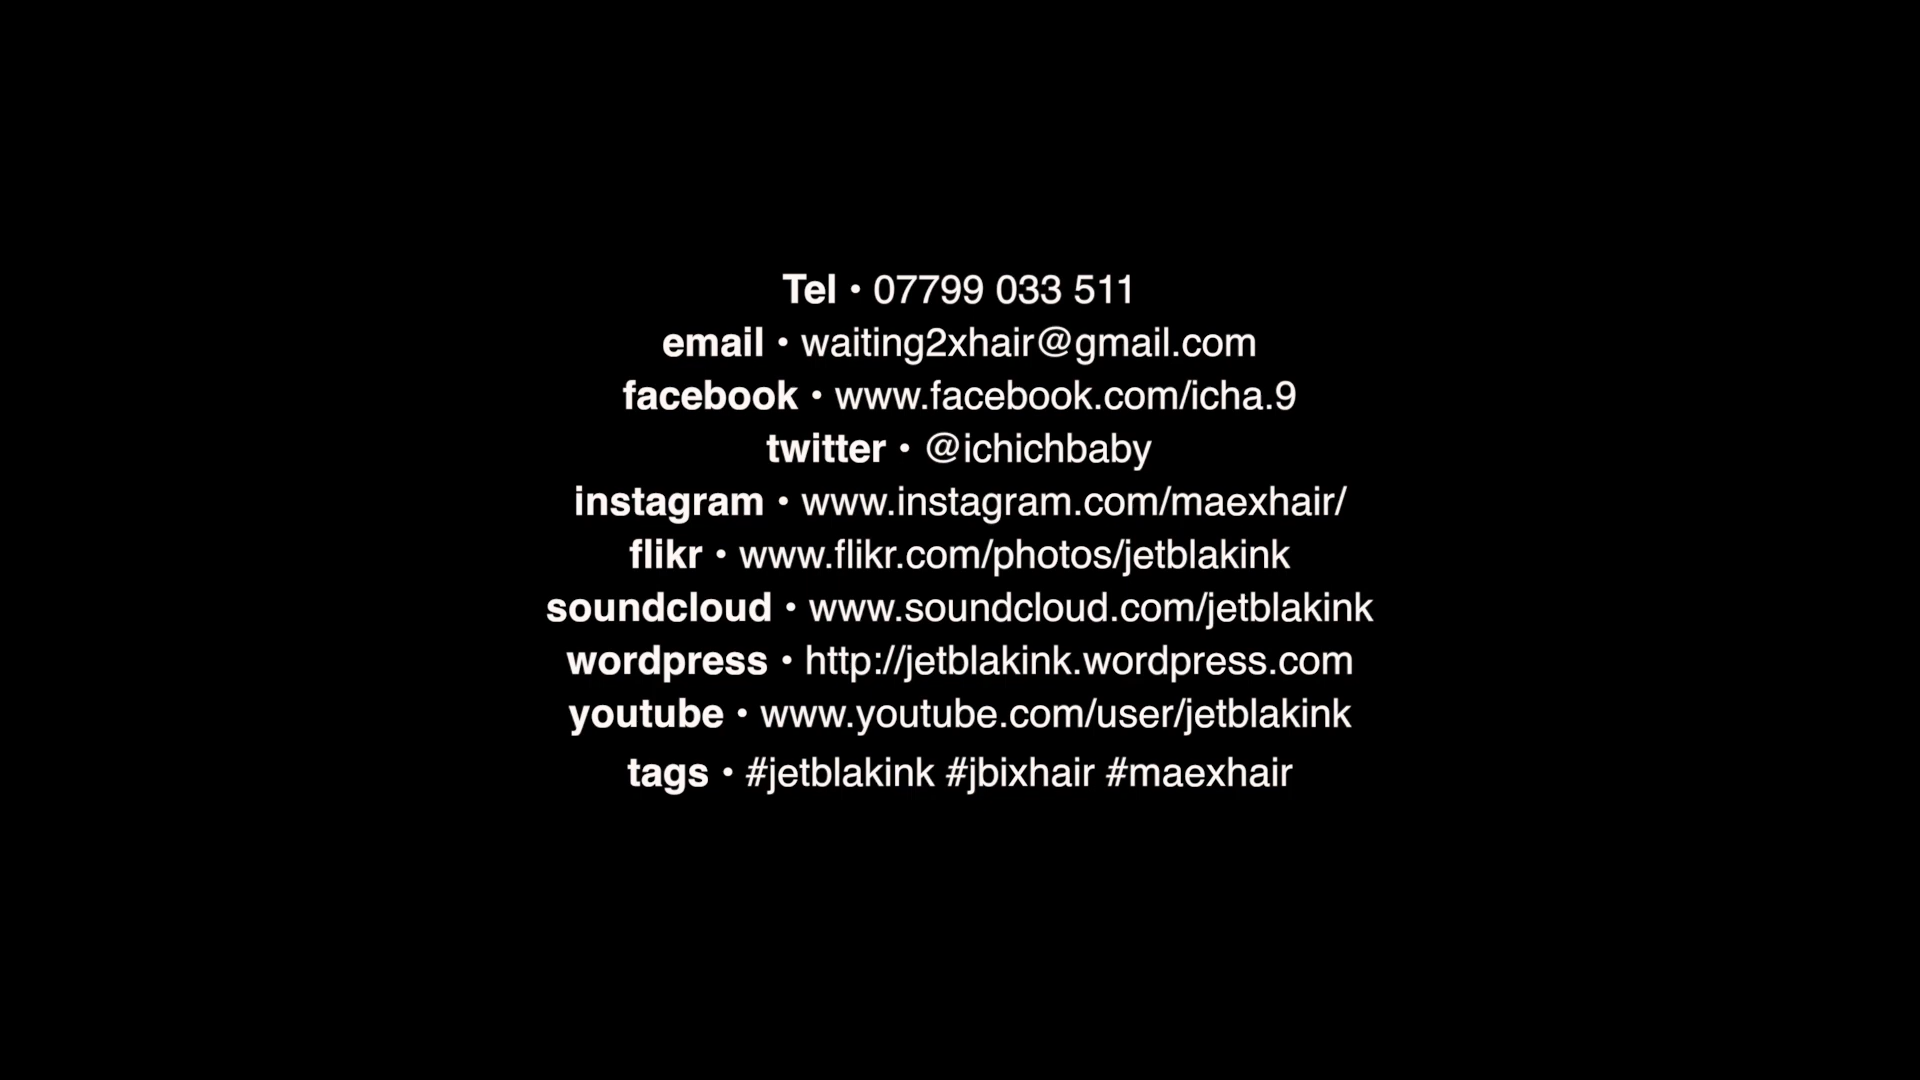 Tel • 07799 033 511
email • waiting2xhair@gmail.com
facebook • www.facebook.com/icha.9
twitter • @ichichbaby
instagram • www.instagram.com/maexhair/
flikr • www.flikr.com/photos/jetblakink
soundcloud • www.soundcloud.com/jetblakink
wordpress • http://jetblakink.wordpress.com
youtube • www.youtube.com/user/jetblakink
tags • #jetblakink #jbixhair #maexhair